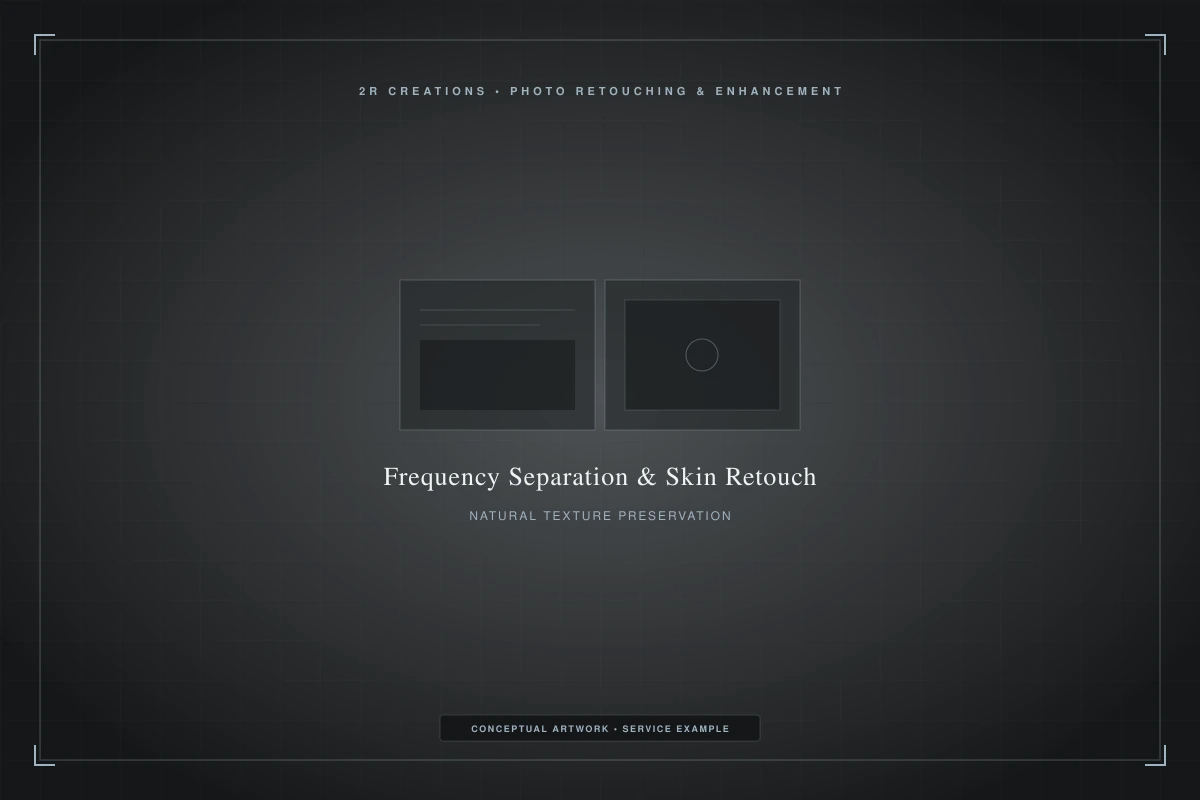 2R CREATIONS • PHOTO RETOUCHING & ENHANCEMENT
Frequency Separation & Skin Retouch
NATURAL TEXTURE PRESERVATION
CONCEPTUAL ARTWORK • SERVICE EXAMPLE